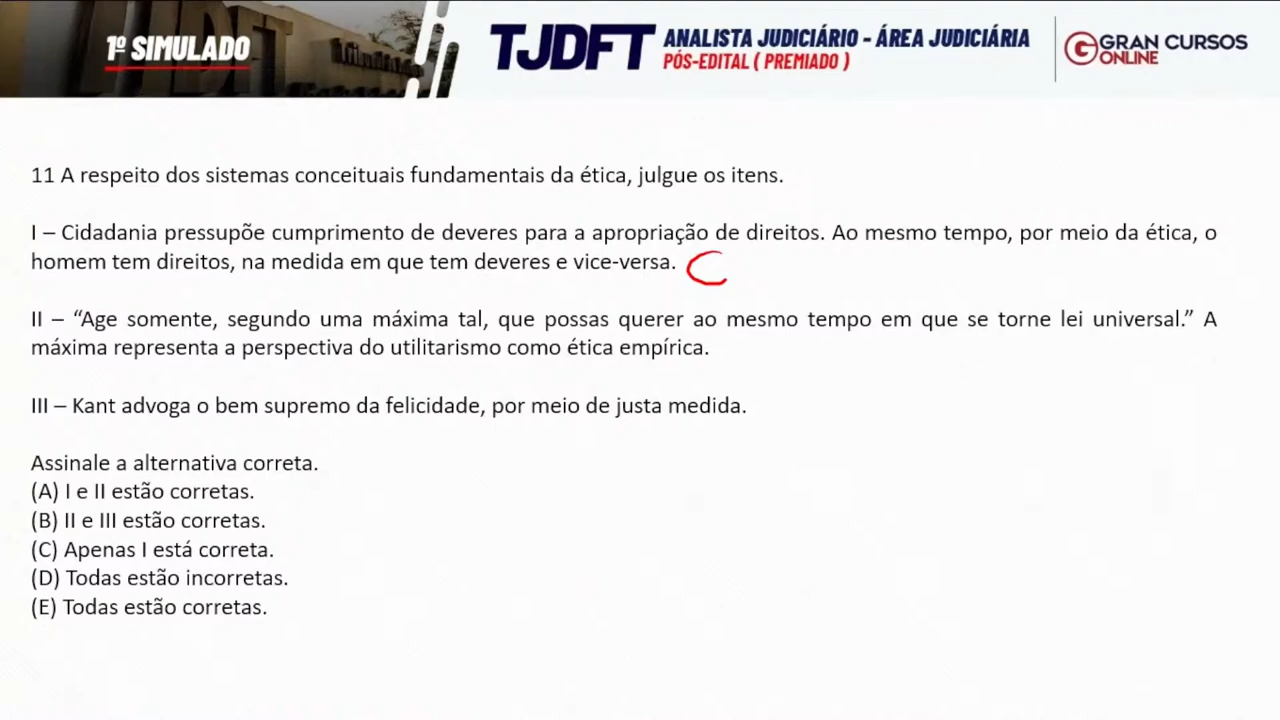 1º SIMULADO
TJDFT
ANALISTA JUDICIÁRIO - ÁREA JUDICIÁRIA
PÓS-EDITAL ( PREMIADO )
GRAN CURSOS
ONLINE
11 A respeito dos sistemas conceituais fundamentais da ética, julgue os itens.
I – Cidadania pressupõe cumprimento de deveres para a apropriação de direitos. Ao mesmo tempo, por meio da ética, o
homem tem direitos, na medida em que tem deveres e vice-versa. C
II – “Age somente, segundo uma máxima tal, que possas querer ao mesmo tempo em que se torne lei universal.” A
máxima representa a perspectiva do utilitarismo como ética empírica.
III – Kant advoga o bem supremo da felicidade, por meio de justa medida.
Assinale a alternativa correta.
(A) I e II estão corretas.
(B) II e III estão corretas.
(C) Apenas I está correta.
(D) Todas estão incorretas.
(E) Todas estão corretas.